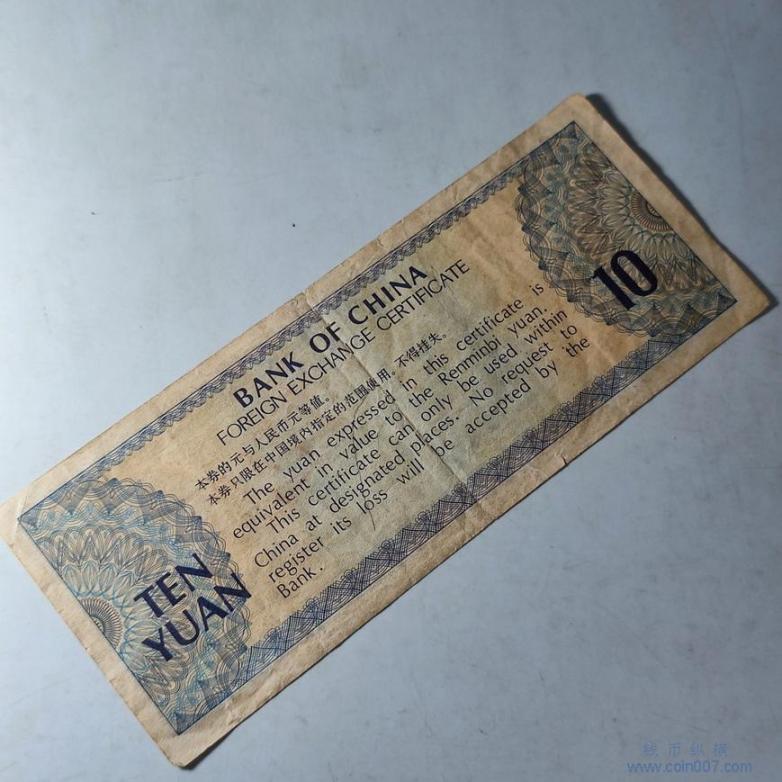 BANK OF CHINA
FOREIGN EXCHANGE CERTIFICATE
本券的元与人民币元等值。
本券只限在中国境内指定的范围使用。不得挂失。
The yuan expressed in this certificate is
equivalent in value to the Renminbi yuan.
This certificate can only be used within
China at designated places. No request to
register its loss will be accepted by the
Bank.
10
TEN
YUAN
钱币纵横
www.coin007.com